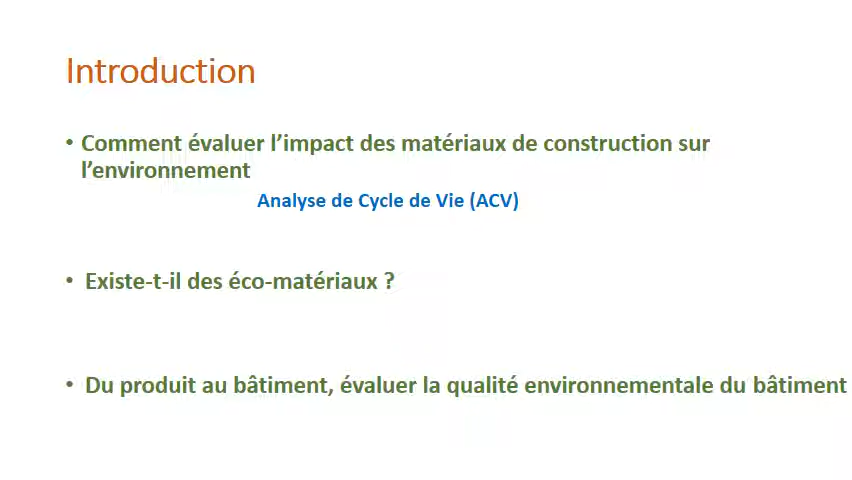 Introduction
• Comment évaluer l’impact des matériaux de construction sur
l’environnement
Analyse de Cycle de Vie (ACV)
• Existe-t-il des éco-matériaux ?
• Du produit au bâtiment, évaluer la qualité environnementale du bâtiment